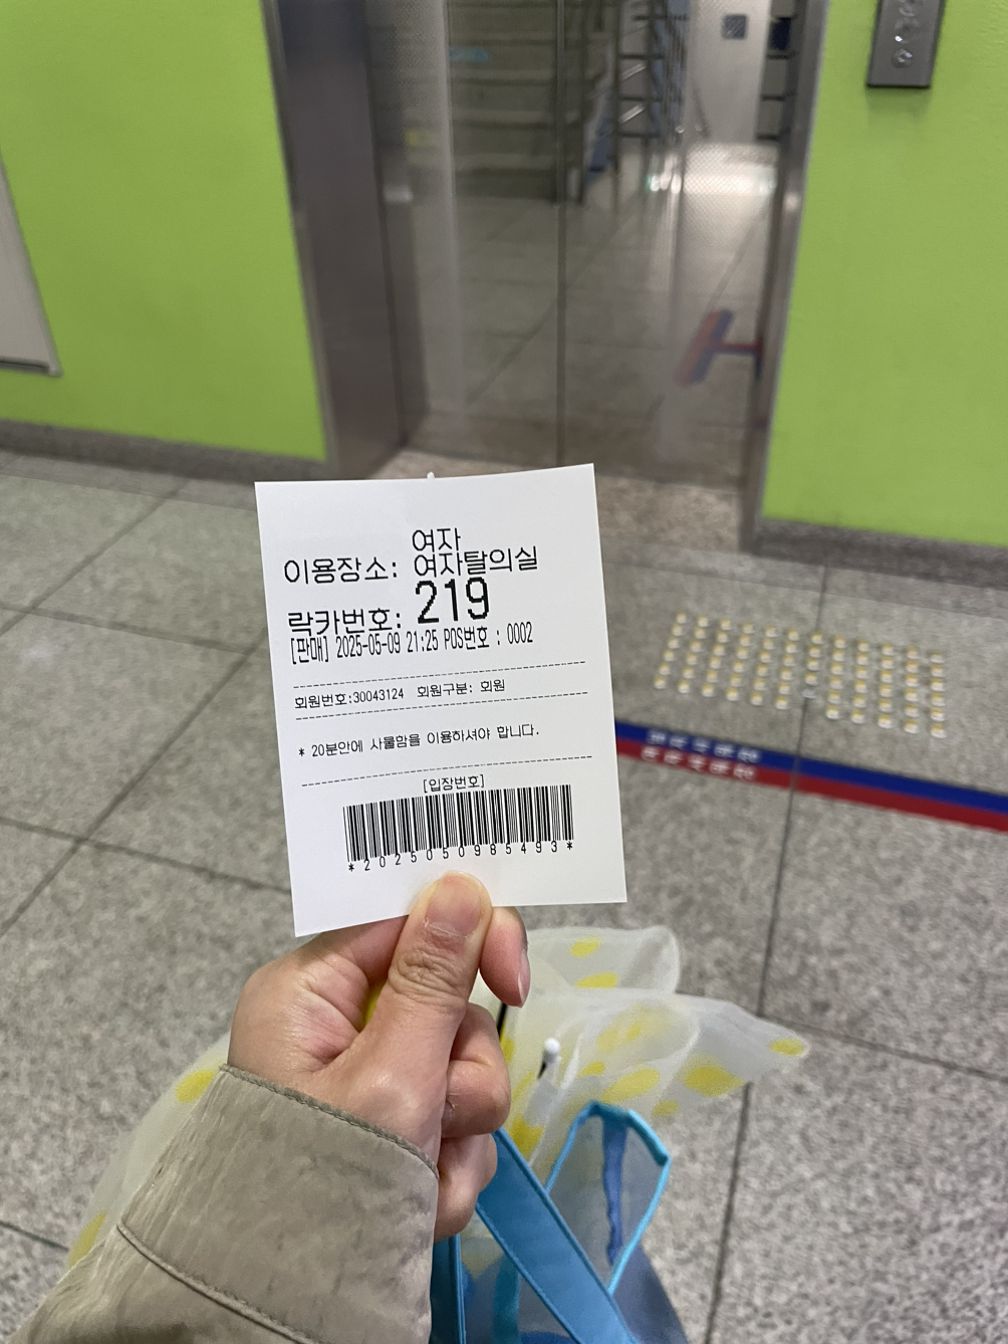 여자
이용장소: 여자탈의실
락카번호: 219
[판매] 2025-05-09 21:25 POS번호 : 0002
회원번호:30043124 회원구분: 회원
* 20분안에 사물함을 이용하셔야 합니다.
[입장번호]
*2025050985493*